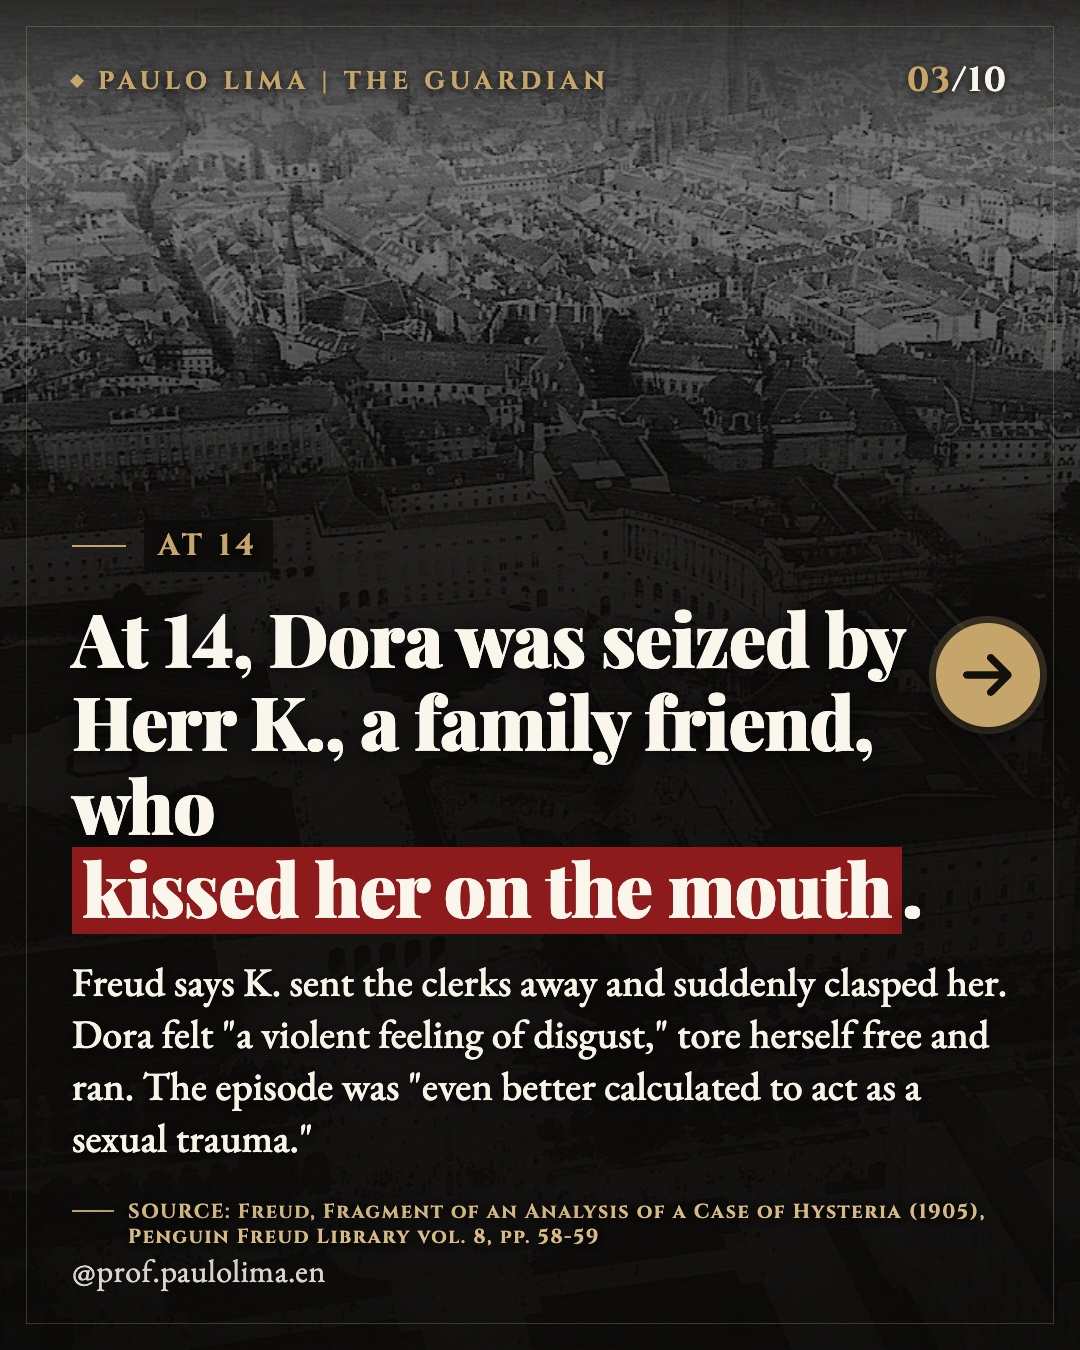 ◆ PAULO LIMA | THE GUARDIAN
03/10
AT 14
At 14, Dora was seized by
Herr K., a family friend,
who
kissed her on the mouth.
Freud says K. sent the clerks away and suddenly clasped her.
Dora felt "a violent feeling of disgust," tore herself free and
ran. The episode was "even better calculated to act as a
sexual trauma."
SOURCE: Freud, Fragment of an Analysis of a Case of Hysteria (1905),
Penguin Freud Library vol. 8, pp. 58-59
@prof.paulolima.en